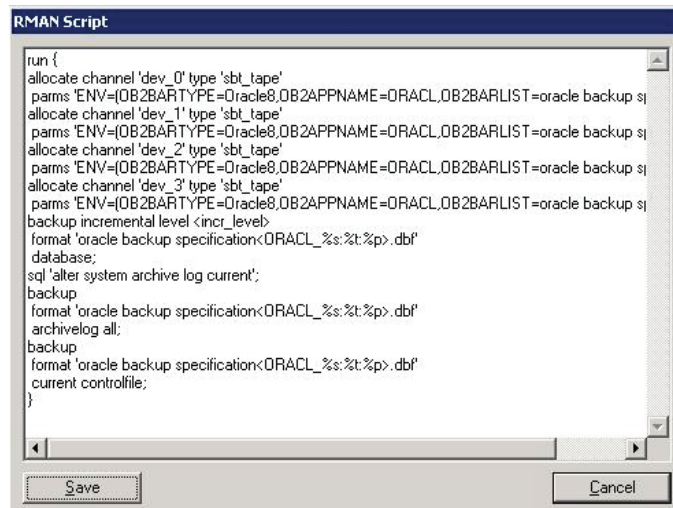 RMAN Script
run {
allocate channel 'dev_0' type 'sbt_tape'
parms 'ENV=(OB2BARTYPE=Oracle8,OB2APPNAME=ORACL,OB2BARLIST=oracle backup sp
allocate channel 'dev_1' type 'sbt_tape'
parms 'ENV=(OB2BARTYPE=Oracle8,OB2APPNAME=ORACL,OB2BARLIST=oracle backup sp
allocate channel 'dev_2' type 'sbt_tape'
parms 'ENV=(OB2BARTYPE=Oracle8,OB2APPNAME=ORACL,OB2BARLIST=oracle backup sp
allocate channel 'dev_3' type 'sbt_tape'
parms 'ENV=(OB2BARTYPE=Oracle8,OB2APPNAME=ORACL,OB2BARLIST=oracle backup sp
backup incremental level <incr_level>
format 'oracle backup specification<ORACL_%s:%t:%p>.dbf'
database;
sql 'alter system archive log current';
backup
format 'oracle backup specification<ORACL_%s:%t:%p>.dbf'
archivelog all;
backup
format 'oracle backup specification<ORACL_%s:%t:%p>.dbf'
current controlfile;
}
Save
Cancel